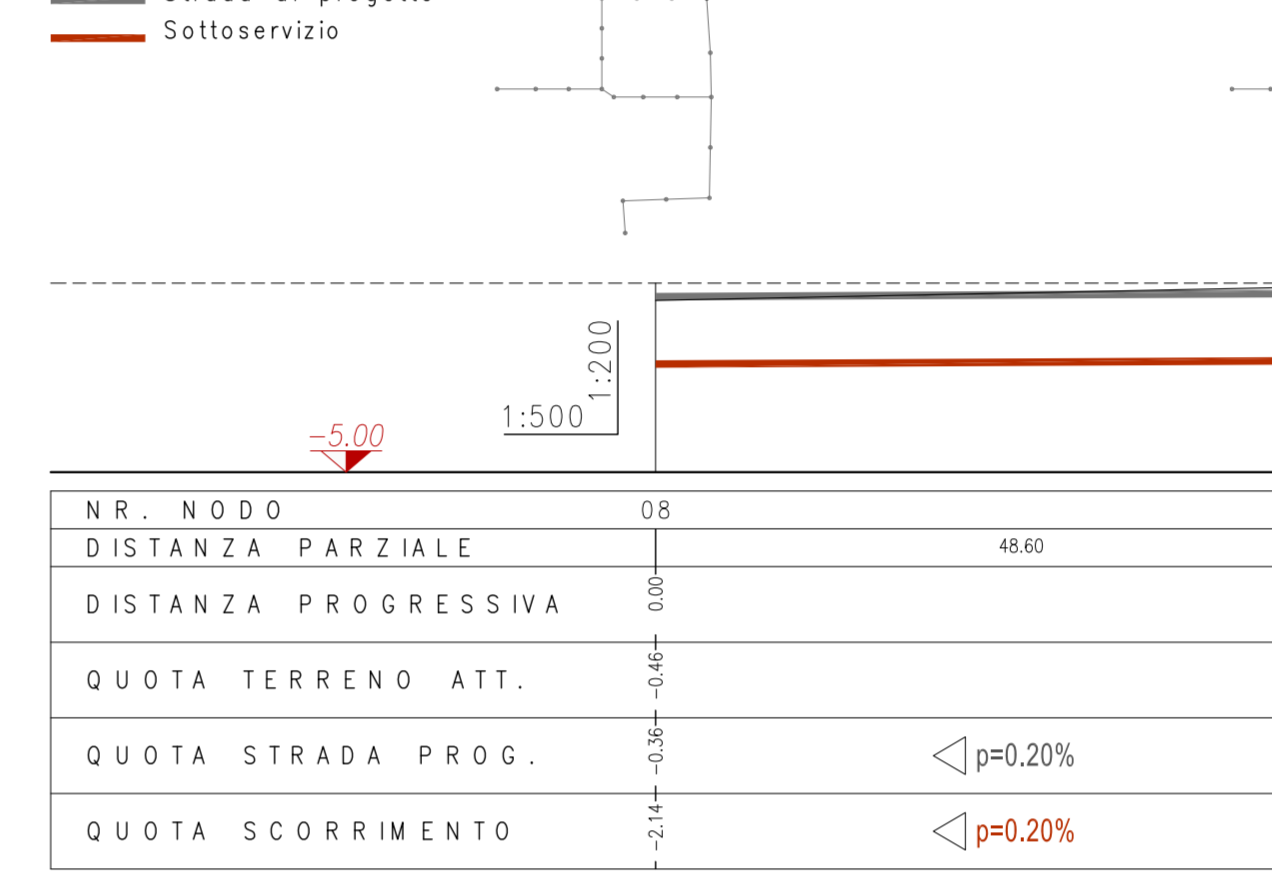 Sottoservizio
1:200
1:500
-5.00
NR. NODO 08
DISTANZA PARZIALE 48.60
DISTANZA PROGRESSIVA 0.00
QUOTA TERRENO ATT. -0.46
QUOTA STRADA PROG. -0.36 p=0.20%
QUOTA SCORRIMENTO -2.14 p=0.20%